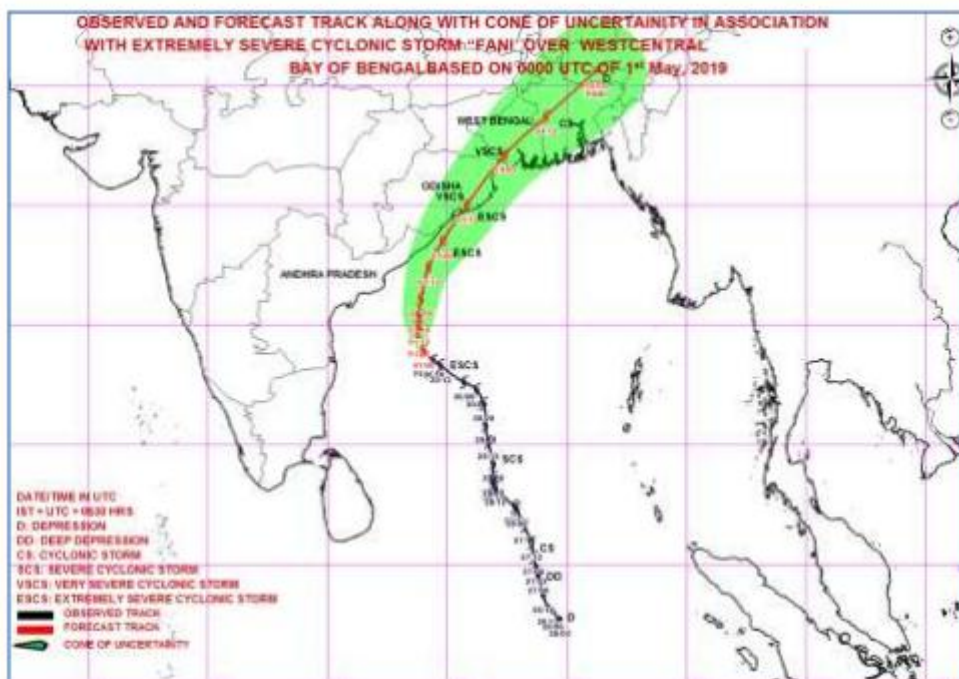 OBSERVED AND FORECAST TRACK ALONG WITH CONE OF UNCERTAINITY IN ASSOCIATION
WITH EXTREMELY SEVERE CYCLONIC STORM "FANI" OVER WESTCENTRAL
BAY OF BENGALBASED ON 0000 UTC OF 1st May, 2019
D
WEST BENGAL
CS
VSCS
ODISHA
VSCS
ESCS
ESCS
ANDHRA PRADESH
ESCS
SCS
CS
DD
D
DATE/TIME IN UTC
IST = UTC + 0530 HRS
D: DEPRESSION
DD: DEEP DEPRESSION
CS: CYCLONIC STORM
SCS: SEVERE CYCLONIC STORM
VSCS: VERY SEVERE CYCLONIC STORM
ESCS: EXTREMELY SEVERE CYCLONIC STORM
OBSERVED TRACK
FORECAST TRACK
CONE OF UNCERTAINTY